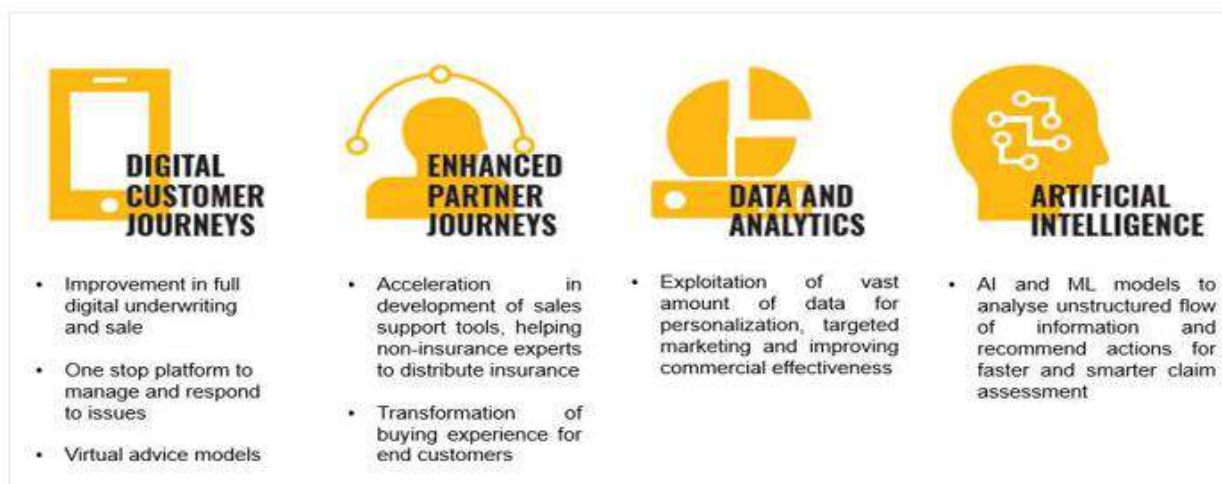 DIGITAL
CUSTOMER
JOURNEYS
• Improvement in full
digital underwriting
and sale
• One stop platform to
manage and respond
to issues
• Virtual advice models
ENHANCED
PARTNER
JOURNEYS
• Acceleration in
development of sales
support tools, helping
non-insurance experts
to distribute insurance
• Transformation of
buying experience for
end customers
DATA AND
ANALYTICS
• Exploitation of vast
amount of data for
personalization, targeted
marketing and improving
commercial effectiveness
ARTIFICIAL
INTELLIGENCE
• AI and ML models to
analyse unstructured flow
of information and
recommend actions for
faster and smarter claim
assessment